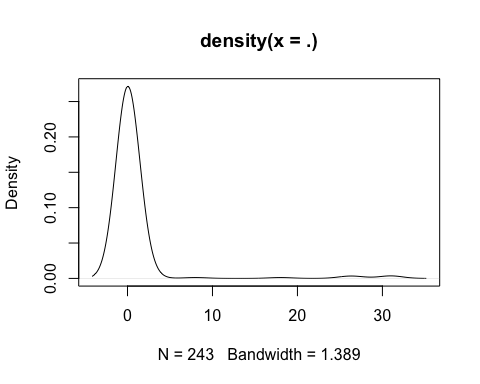 density(x = .)
Density
0.00
0.10
0.20
0
10
20
30
N = 243   Bandwidth = 1.389